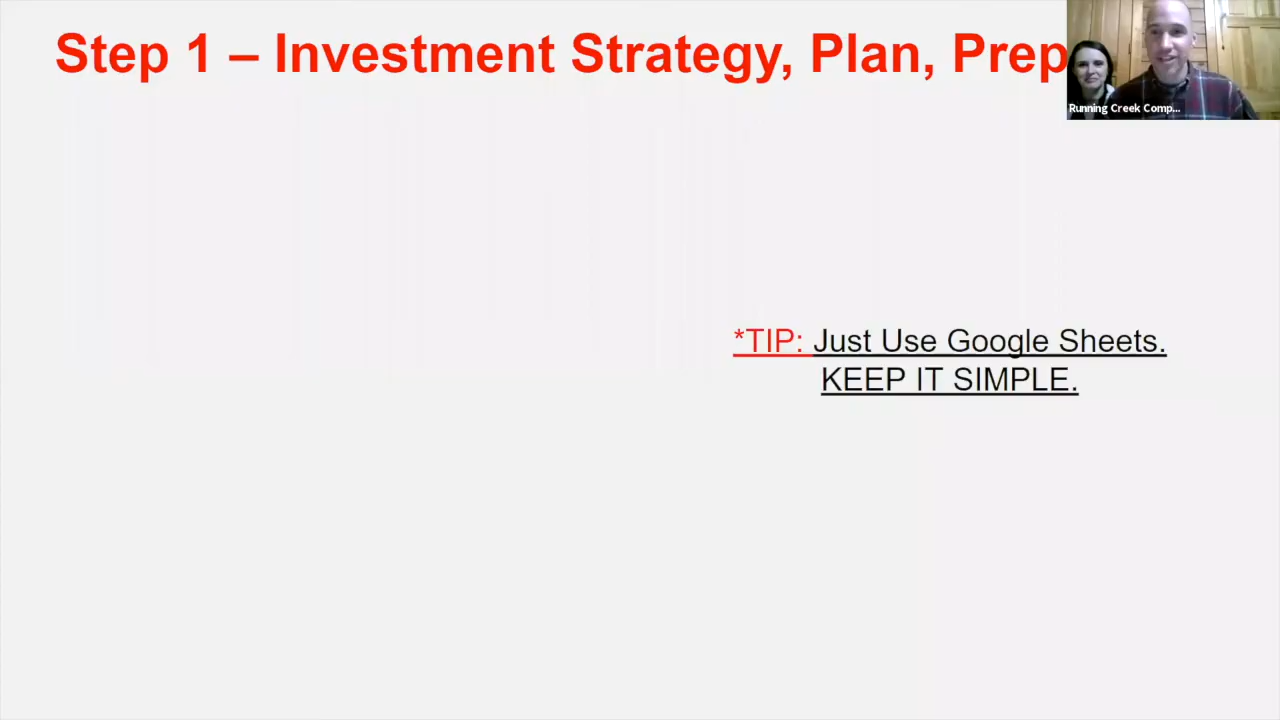 Step 1 – Investment Strategy, Plan, Prep
Running Creek Comp...
*TIP: Just Use Google Sheets.
KEEP IT SIMPLE.